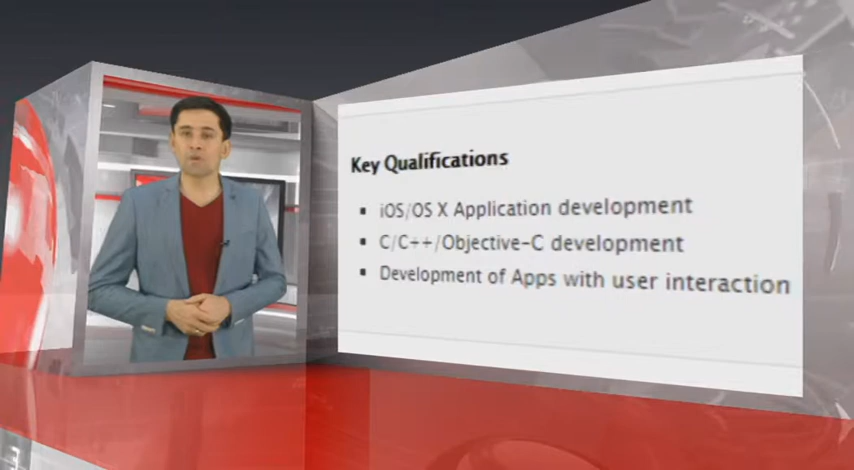 Key Qualifications
▪ iOS/OS X Application development
▪ C/C++/Objective-C development
▪ Development of Apps with user interaction